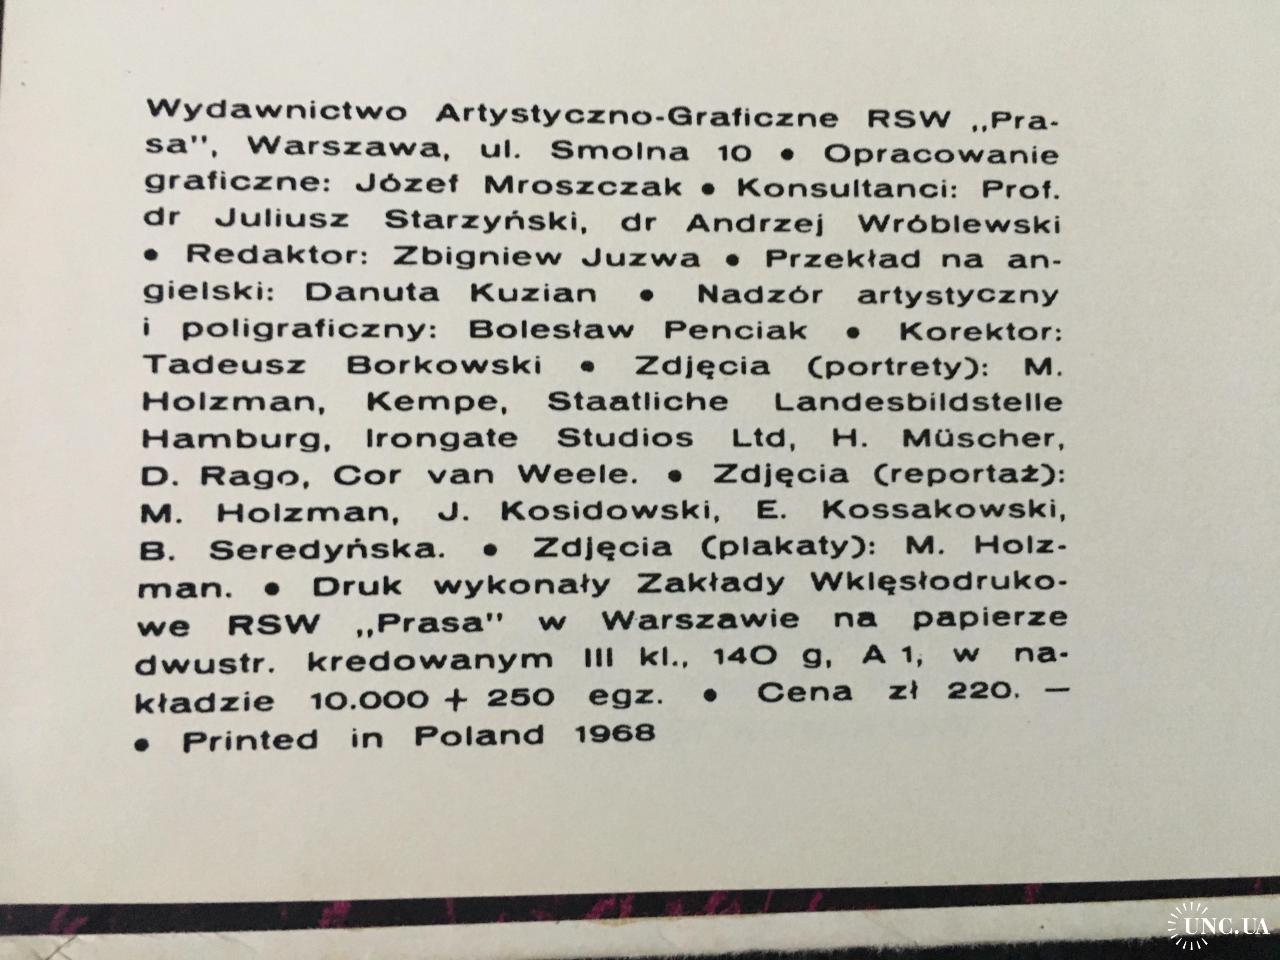 Wydawnictwo Artystyczno-Graficzne RSW „Pra-
sa", Warszawa, ul. Smolna 10 • Opracowanie
graficzne: Józef Mroszczak • Konsultanci: Prof.
dr Juliusz Starzyński, dr Andrzej Wróblewski
• Redaktor: Zbigniew Juzwa • Przekład na an-
gielski: Danuta Kuzian • Nadzór artystyczny
i poligraficzny: Bolesław Penciak • Korektor:
Tadeusz Borkowski • Zdjęcia (portrety): M.
Holzman, Kempe, Staatliche Landesbildstelle
Hamburg, Irongate Studios Ltd, H. Müscher,
D. Rago, Cor van Weele. • Zdjęcia (reportaż):
M. Holzman, J. Kosidowski, E. Kossakowski,
B. Seredyńska. • Zdjęcia (plakaty): M. Holz-
man. • Druk wykonały Zakłady Wklęsłodruko-
we RSW „Prasa" w Warszawie na papierze
dwustr. kredowanym III kl., 140 g, A 1, w na-
kładzie 10.000 + 250 egz. • Cena zł 220. —
• Printed in Poland 1968
UNC.UA